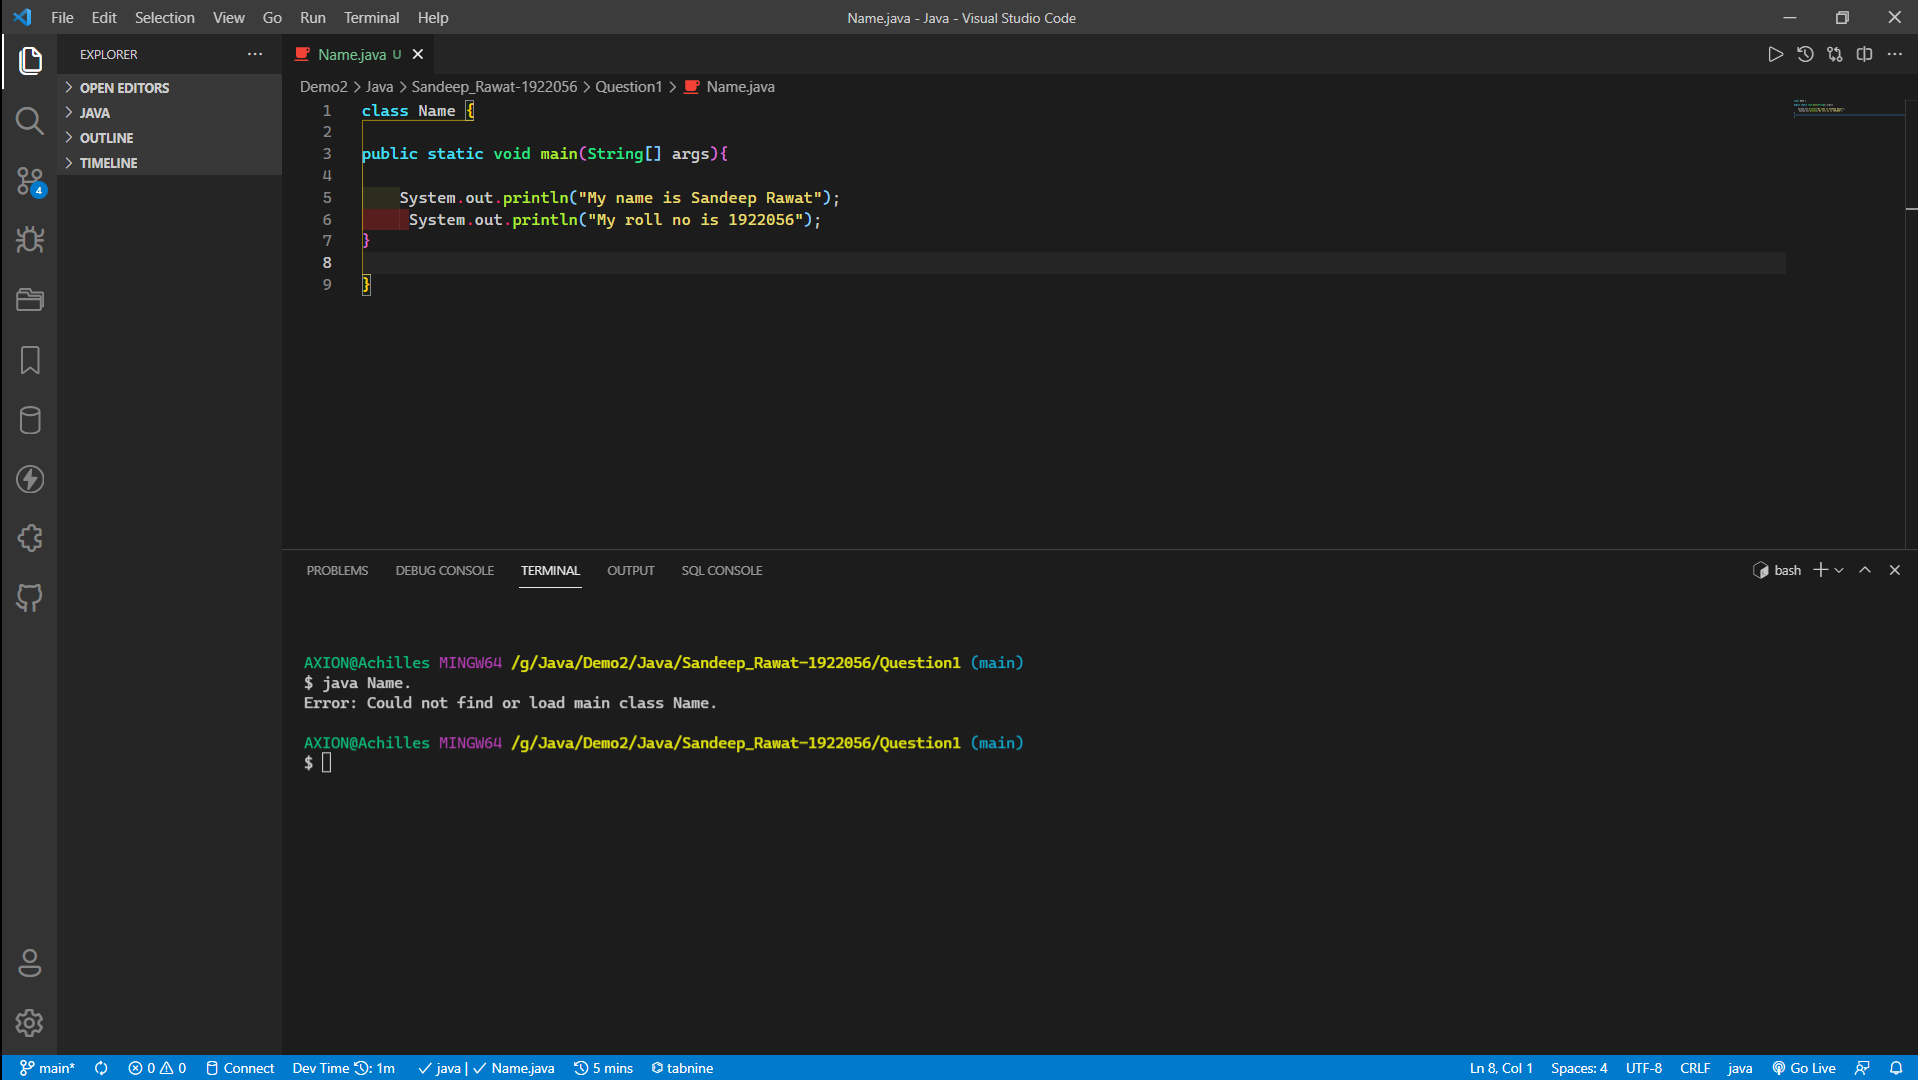 File Edit Selection View Go Run Terminal Help
Name.java - Java - Visual Studio Code
EXPLORER
OPEN EDITORS
JAVA
OUTLINE
TIMELINE
4
Name.java U
Demo2 > Java > Sandeep_Rawat-1922056 > Question1 > Name.java
1 class Name {
2
3 public static void main(String[] args){
4
5 System.out.println("My name is Sandeep Rawat");
6 System.out.println("My roll no is 1922056");
7 }
8
9 }
PROBLEMS DEBUG CONSOLE TERMINAL OUTPUT SQL CONSOLE
bash
AXION@Achilles MINGW64 /g/Java/Demo2/Java/Sandeep_Rawat-1922056/Question1 (main)
$ java Name.
Error: Could not find or load main class Name.
AXION@Achilles MINGW64 /g/Java/Demo2/Java/Sandeep_Rawat-1922056/Question1 (main)
$
main* 0 0 Connect Dev Time : 1m java | Name.java 5 mins tabnine Ln 8, Col 1 Spaces: 4 UTF-8 CRLF java Go Live